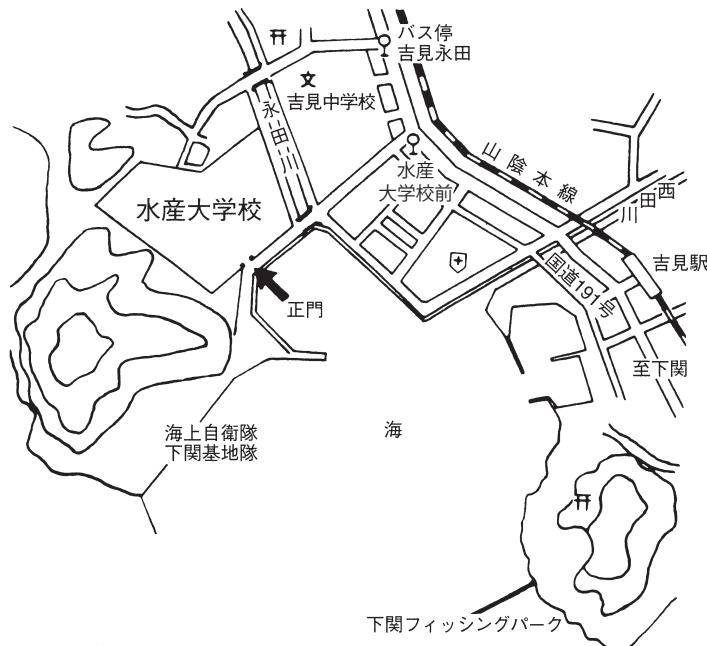 バス停
吉見永田
吉見中学校
永田川
山陰本線
水産
大学校前
水産大学校
西田川
国道191号
吉見駅
正門
至下関
海上自衛隊
下関基地隊
海
下関フィッシングパーク